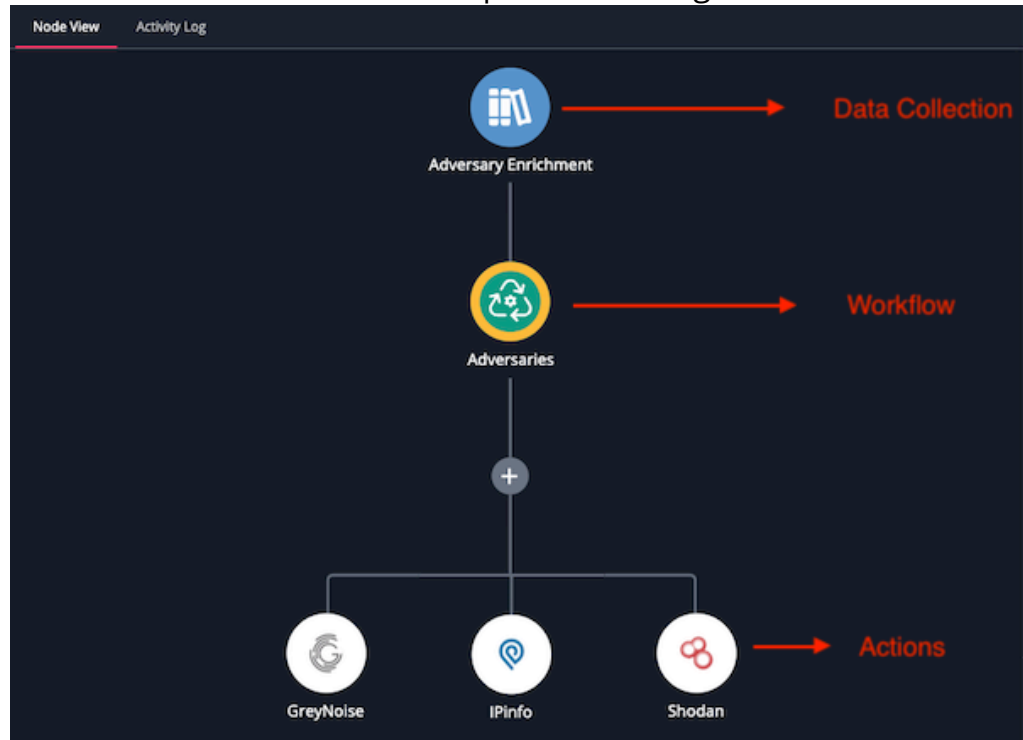 Node View Activity Log
Data Collection
Adversary Enrichment
Workflow
Adversaries
Actions
GreyNoise IPinfo Shodan